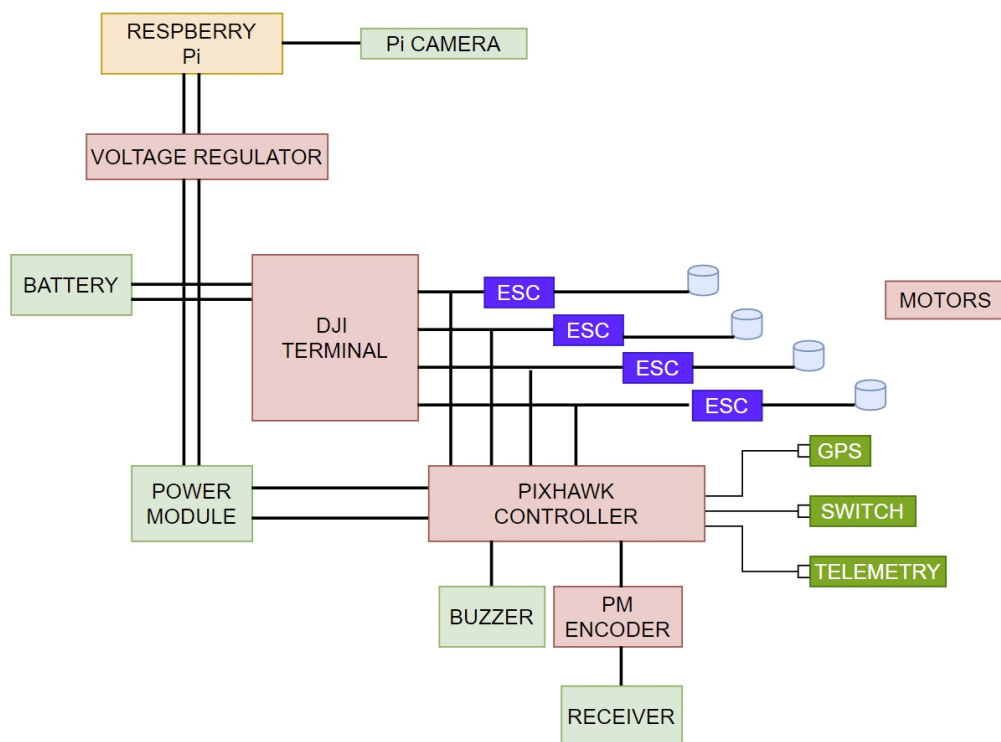 RESPBERRY
Pi
Pi CAMERA
VOLTAGE REGULATOR
BATTERY
DJI
TERMINAL
ESC
ESC
ESC
ESC
MOTORS
GPS
SWITCH
TELEMETRY
POWER
MODULE
PIXHAWK
CONTROLLER
BUZZER
PM
ENCODER
RECEIVER